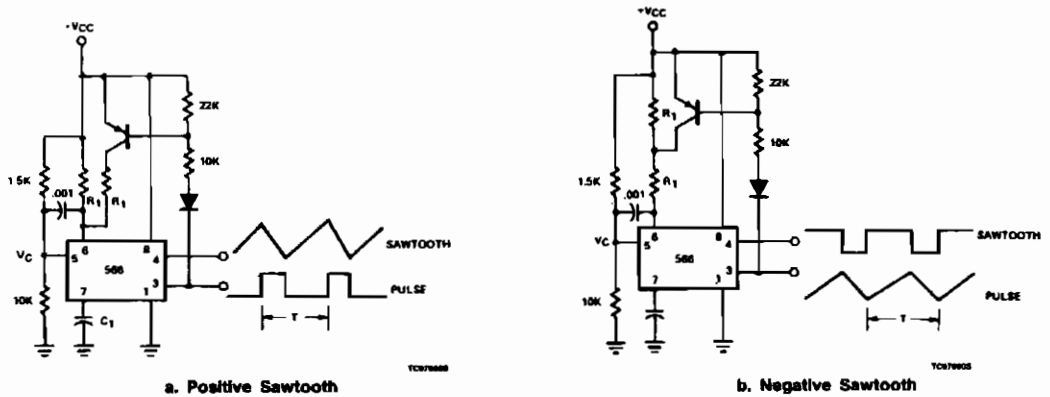 +VCC
22K
10K
1.5K
.001
R1
R1
VC
5
6
8
4
566
3
7
1
10K
C1
SAWTOOTH
PULSE
T
a. Positive Sawtooth
+VCC
22K
R1
10K
1.5K
.001
R1
VC
5
6
8
4
566
3
7
1
10K
SAWTOOTH
PULSE
T
b. Negative Sawtooth